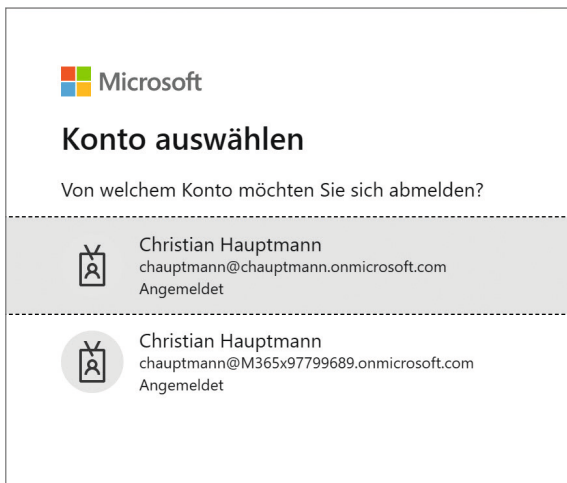 Microsoft
Konto auswählen
Von welchem Konto möchten Sie sich abmelden?
Christian Hauptmann
chauptmann@chauptmann.onmicrosoft.com
Angemeldet
Christian Hauptmann
chauptmann@M365x97799689.onmicrosoft.com
Angemeldet